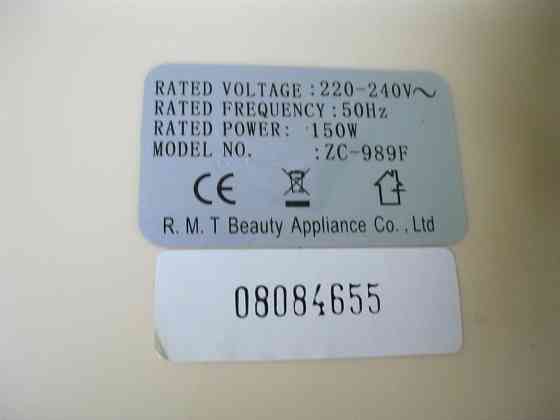 RATED VOLTAGE :220-240V~
RATED FREQUENCY :50Hz
RATED POWER: 150W
MODEL NO. :ZC-989F
CE
R. M. T Beauty Appliance Co. , Ltd
08084655